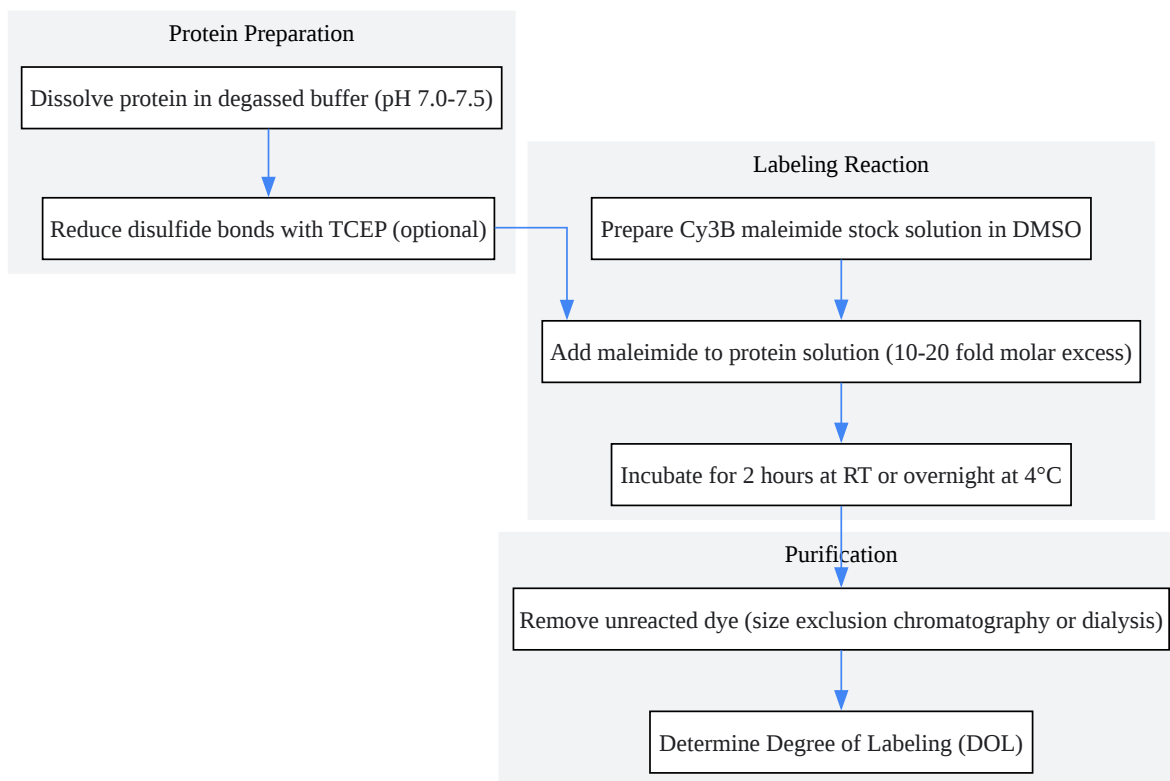 Protein Preparation
Dissolve protein in degassed buffer (pH 7.0-7.5)
Reduce disulfide bonds with TCEP (optional)
Labeling Reaction
Prepare Cy3B maleimide stock solution in DMSO
Add maleimide to protein solution (10-20 fold molar excess)
Incubate for 2 hours at RT or overnight at 4°C
Purification
Remove unreacted dye (size exclusion chromatography or dialysis)
Determine Degree of Labeling (DOL)